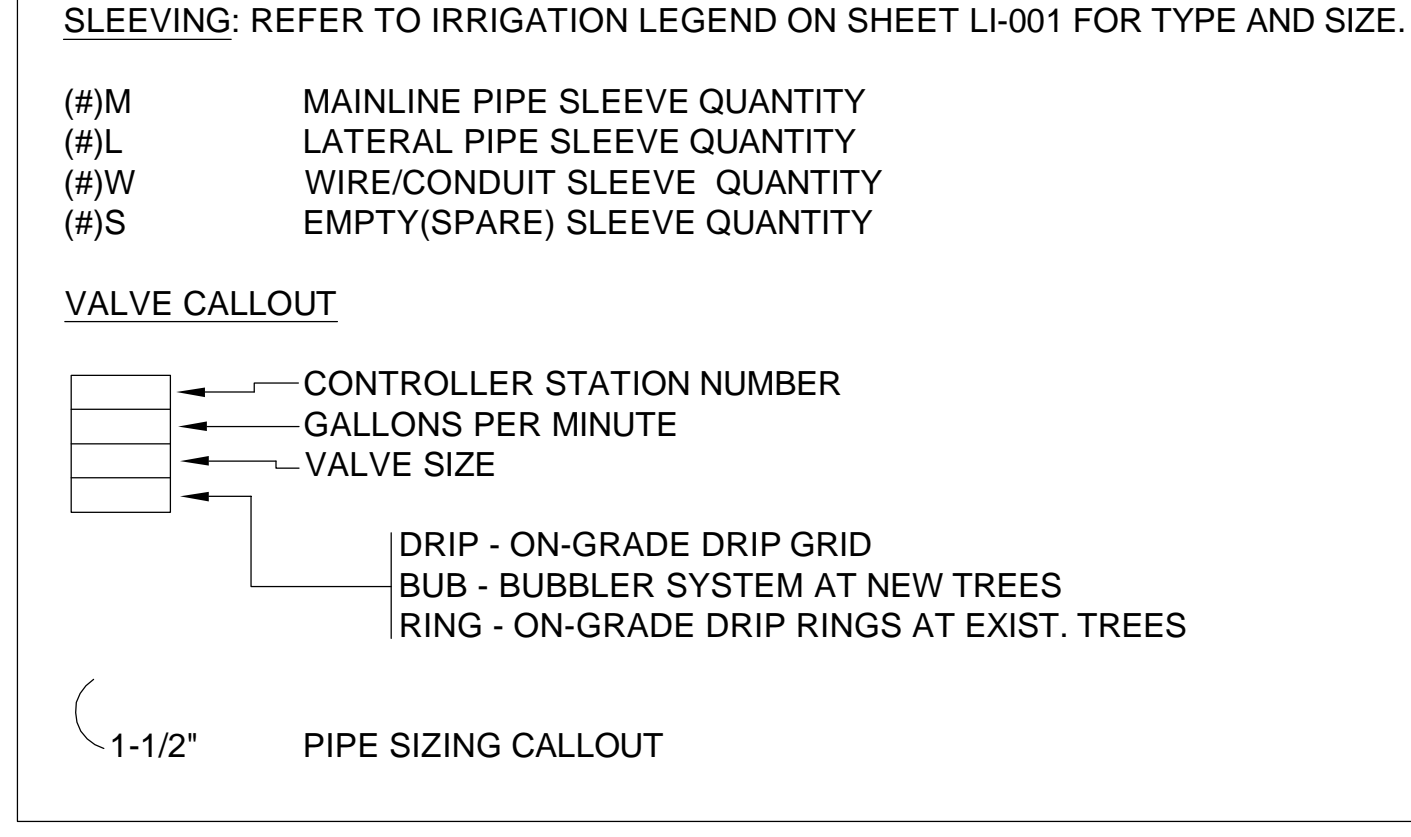 SLEEVING: REFER TO IRRIGATION LEGEND ON SHEET LI-001 FOR TYPE AND SIZE.
(#)M MAINLINE PIPE SLEEVE QUANTITY
(#)L LATERAL PIPE SLEEVE QUANTITY
(#)W WIRE/CONDUIT SLEEVE QUANTITY
(#)S EMPTY(SPARE) SLEEVE QUANTITY
VALVE CALLOUT
CONTROLLER STATION NUMBER
GALLONS PER MINUTE
VALVE SIZE
DRIP - ON-GRADE DRIP GRID
BUB - BUBBLER SYSTEM AT NEW TREES
RING - ON-GRADE DRIP RINGS AT EXIST. TREES
1-1/2" PIPE SIZING CALLOUT